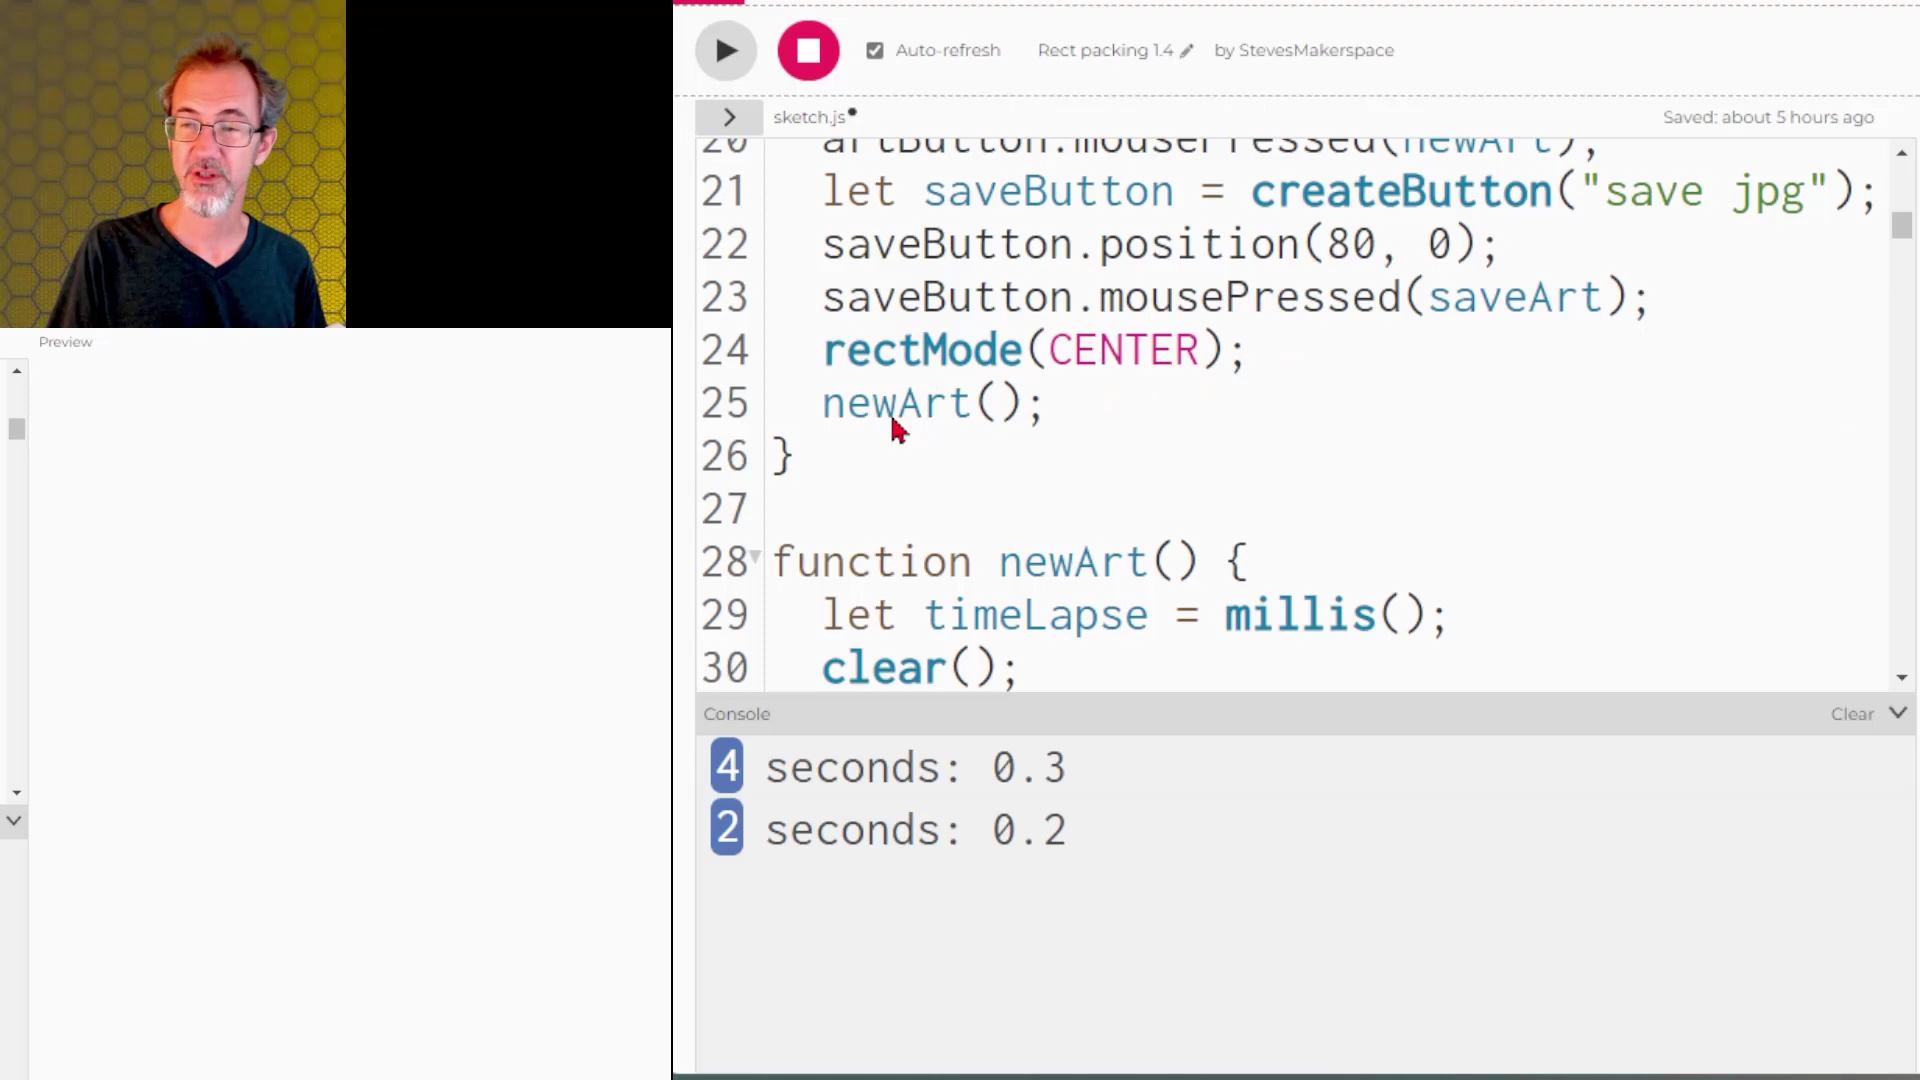 Auto-refresh Rect packing 1.4 by StevesMakerspace
sketch.js Saved: about 5 hours ago
20 artButton.mousePressed(newArt);
21 let saveButton = createButton("save jpg");
22 saveButton.position(80, 0);
23 saveButton.mousePressed(saveArt);
24 rectMode(CENTER);
25 newArt();
26 }
27
28 function newArt() {
29 let timeLapse = millis();
30 clear();
Preview
Console Clear
4 seconds: 0.3
2 seconds: 0.2